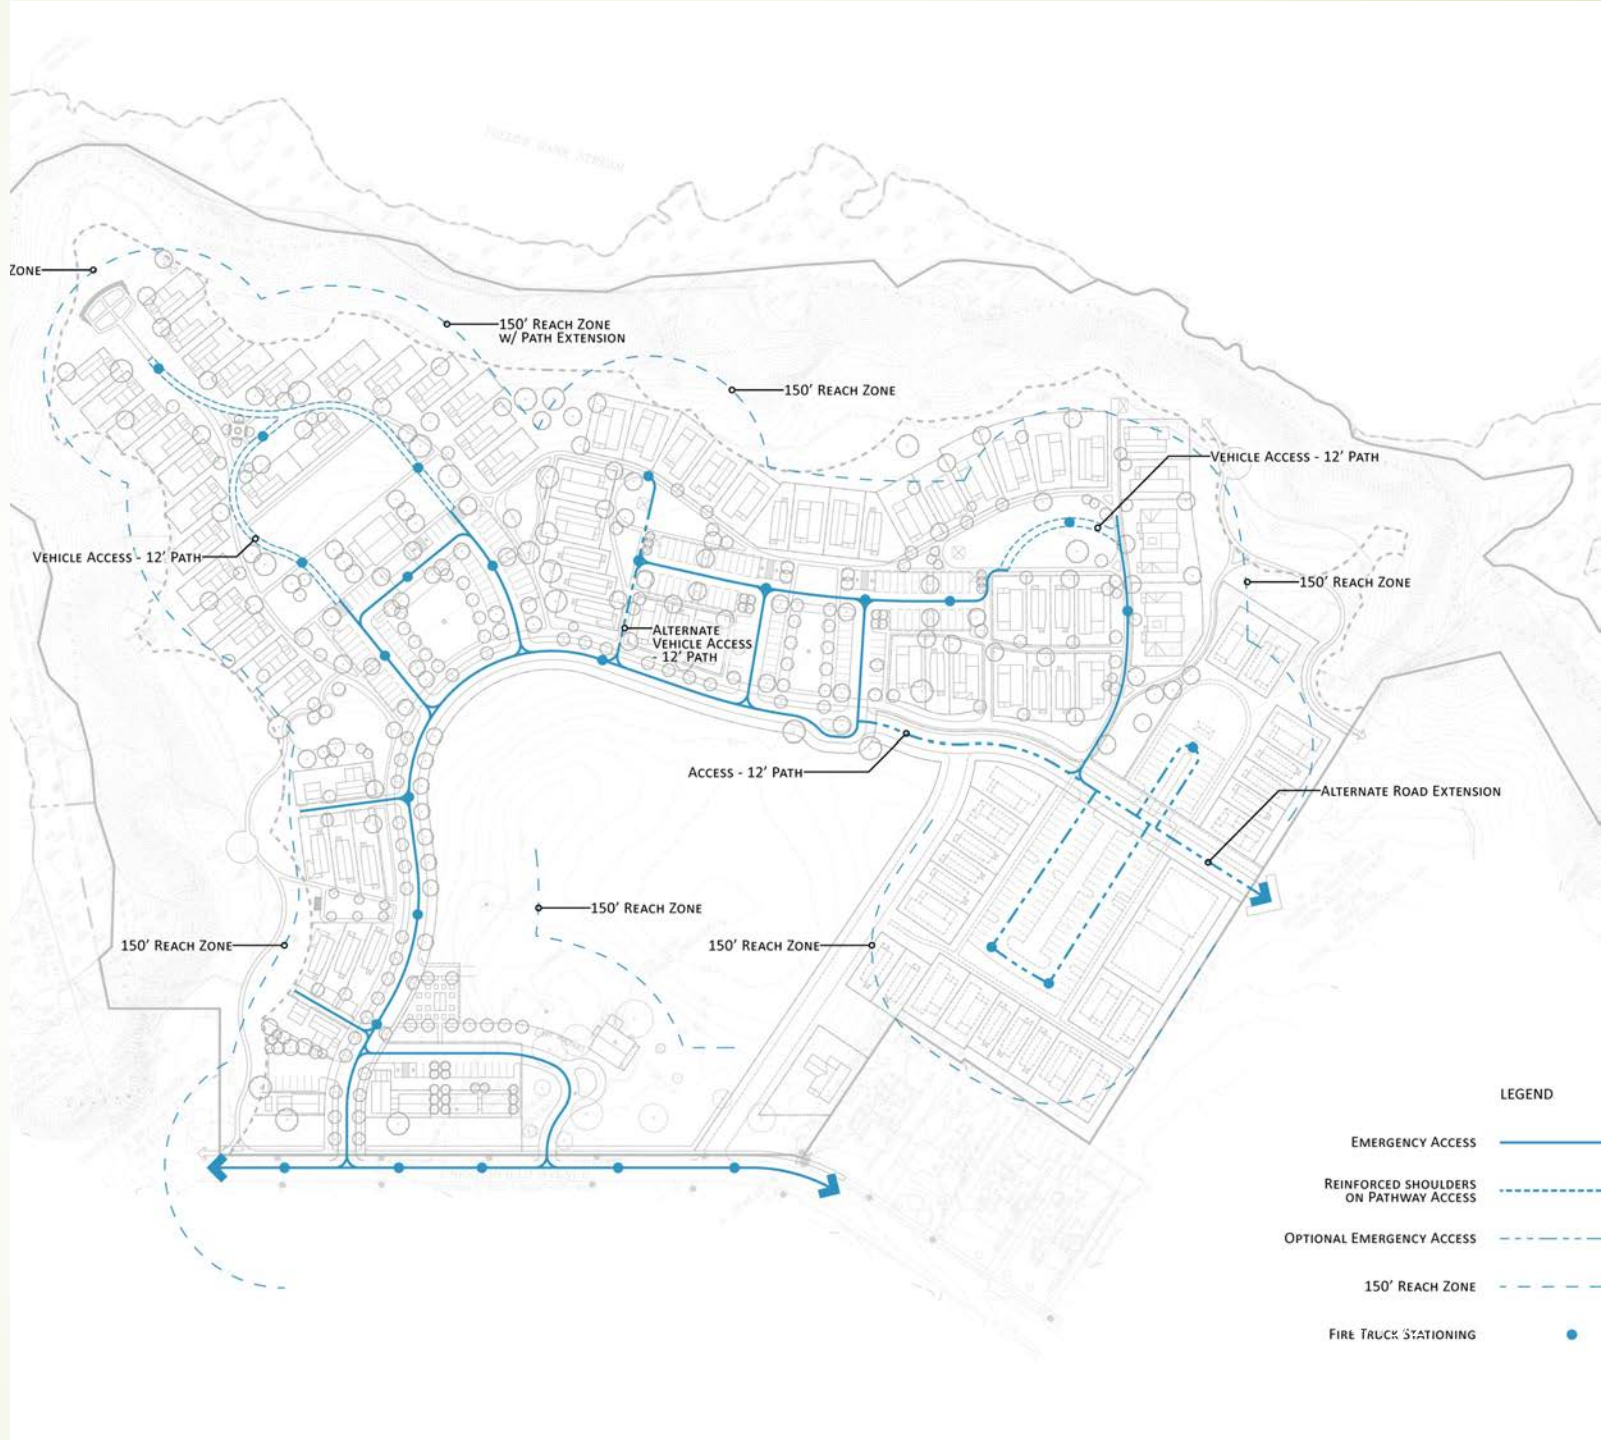 ZONE
150' REACH ZONE
W/ PATH EXTENSION
150' REACH ZONE
VEHICLE ACCESS - 12' PATH
VEHICLE ACCESS - 12' PATH
150' REACH ZONE
ALTERNATE
VEHICLE ACCESS
- 12' PATH
ACCESS - 12' PATH
ALTERNATE ROAD EXTENSION
150' REACH ZONE
150' REACH ZONE
150' REACH ZONE
LEGEND
EMERGENCY ACCESS
REINFORCED SHOULDERS
ON PATHWAY ACCESS
OPTIONAL EMERGENCY ACCESS
150' REACH ZONE
FIRE TRUCK STATIONING